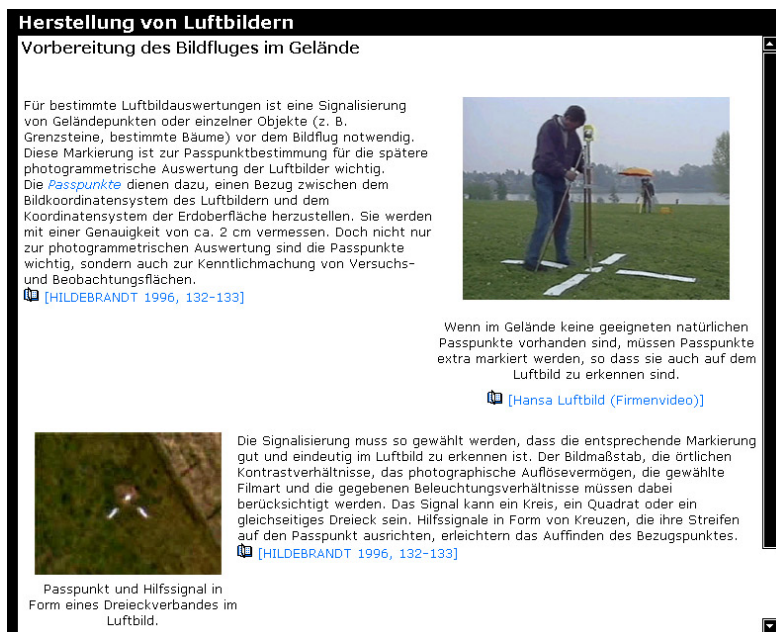 Herstellung von Luftbildern
Vorbereitung des Bildfluges im Gelände
Für bestimmte Luftbildauswertungen ist eine Signalisierung
von Geländepunkten oder einzelner Objekte (z. B.
Grenzsteine, bestimmte Bäume) vor dem Bildflug notwendig.
Diese Markierung ist zur Passpunktbestimmung für die spätere
photogrammetrische Auswertung der Luftbilder wichtig.
Die Passpunkte dienen dazu, einen Bezug zwischen dem
Bildkoordinatensystem des Luftbildern und dem
Koordinatensystem der Erdoberfläche herzustellen. Sie werden
mit einer Genauigkeit von ca. 2 cm vermessen. Doch nicht nur
zur photogrammetrischen Auswertung sind die Passpunkte
wichtig, sondern auch zur Kenntlichmachung von Versuchs-
und Beobachtungsflächen.
[HILDEBRANDT 1996, 132-133]
Wenn im Gelände keine geeigneten natürlichen
Passpunkte vorhanden sind, müssen Passpunkte
extra markiert werden, so dass sie auch auf dem
Luftbild zu erkennen sind.
[Hansa Luftbild (Firmenvideo)]
Die Signalisierung muss so gewählt werden, dass die entsprechende Markierung
gut und eindeutig im Luftbild zu erkennen ist. Der Bildmaßstab, die örtlichen
Kontrastverhältnisse, das photographische Auflösevermögen, die gewählte
Filmart und die gegebenen Beleuchtungsverhältnisse müssen dabei
berücksichtigt werden. Das Signal kann ein Kreis, ein Quadrat oder ein
gleichseitiges Dreieck sein. Hilfssignale in Form von Kreuzen, die ihre Streifen
auf den Passpunkt ausrichten, erleichtern das Auffinden des Bezugspunktes.
[HILDEBRANDT 1996, 132-133]
Passpunkt und Hilfssignal in
Form eines Dreieckverbandes im
Luftbild.